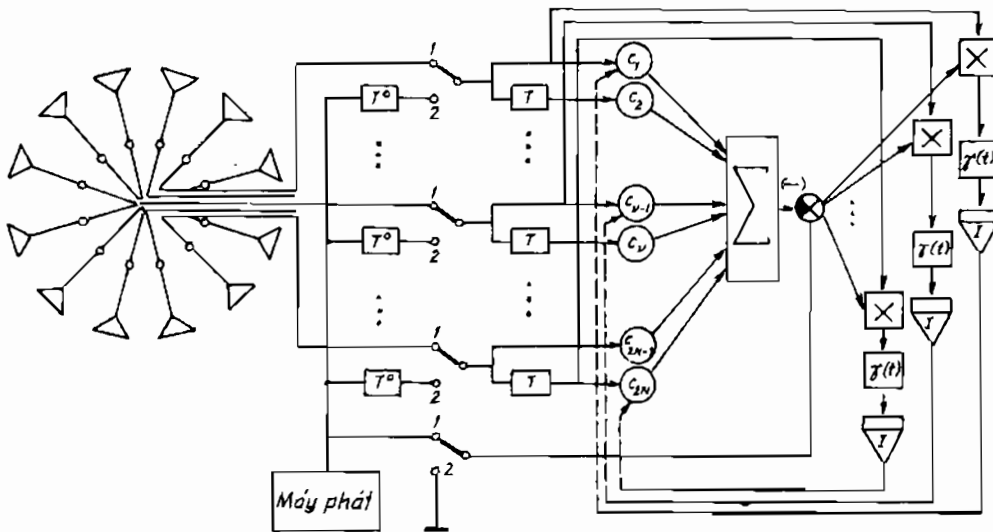 1
T° 2
T
C₁
C₂
1
T° 2
T
Cν-1
Cν
1
T° 2
T
C₂N-1
C₂N
1
2
Máy phát
∑
(-)
×
γ(t)
I
×
γ(t)
I
×
γ(t)
I